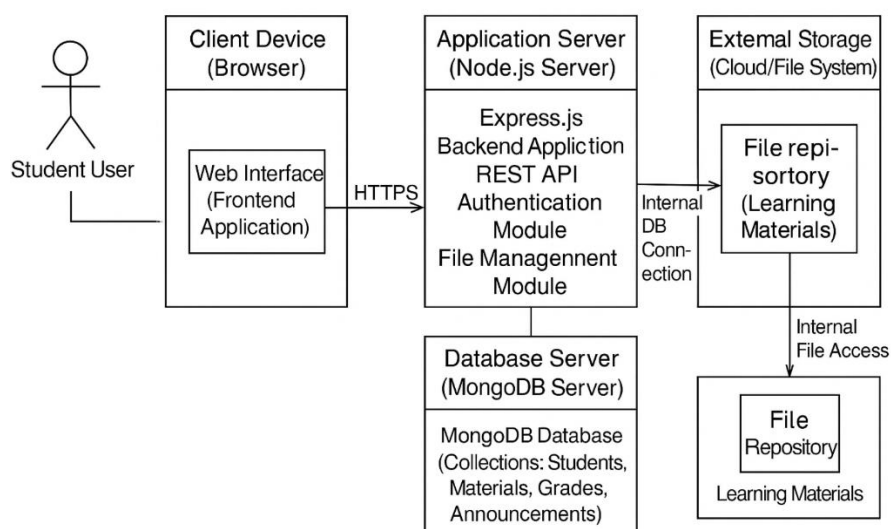 Student User
Client Device
(Browser)
Web Interface
(Frontend
Application)
HTTPS
Application Server
(Node.js Server)
Express.js
Backend Appliction
REST API
Authentication
Module
File Managennent
Module
Internal
DB
Conn-
ection
External Storage
(Cloud/File System)
File repi-
sortory
(Learning
Materials)
Internal
File Access
Database Server
(MongoDB Server)
MongoDB Database
(Collections: Students,
Materials, Grades,
Announcements)
File
Repository
Learning Materials